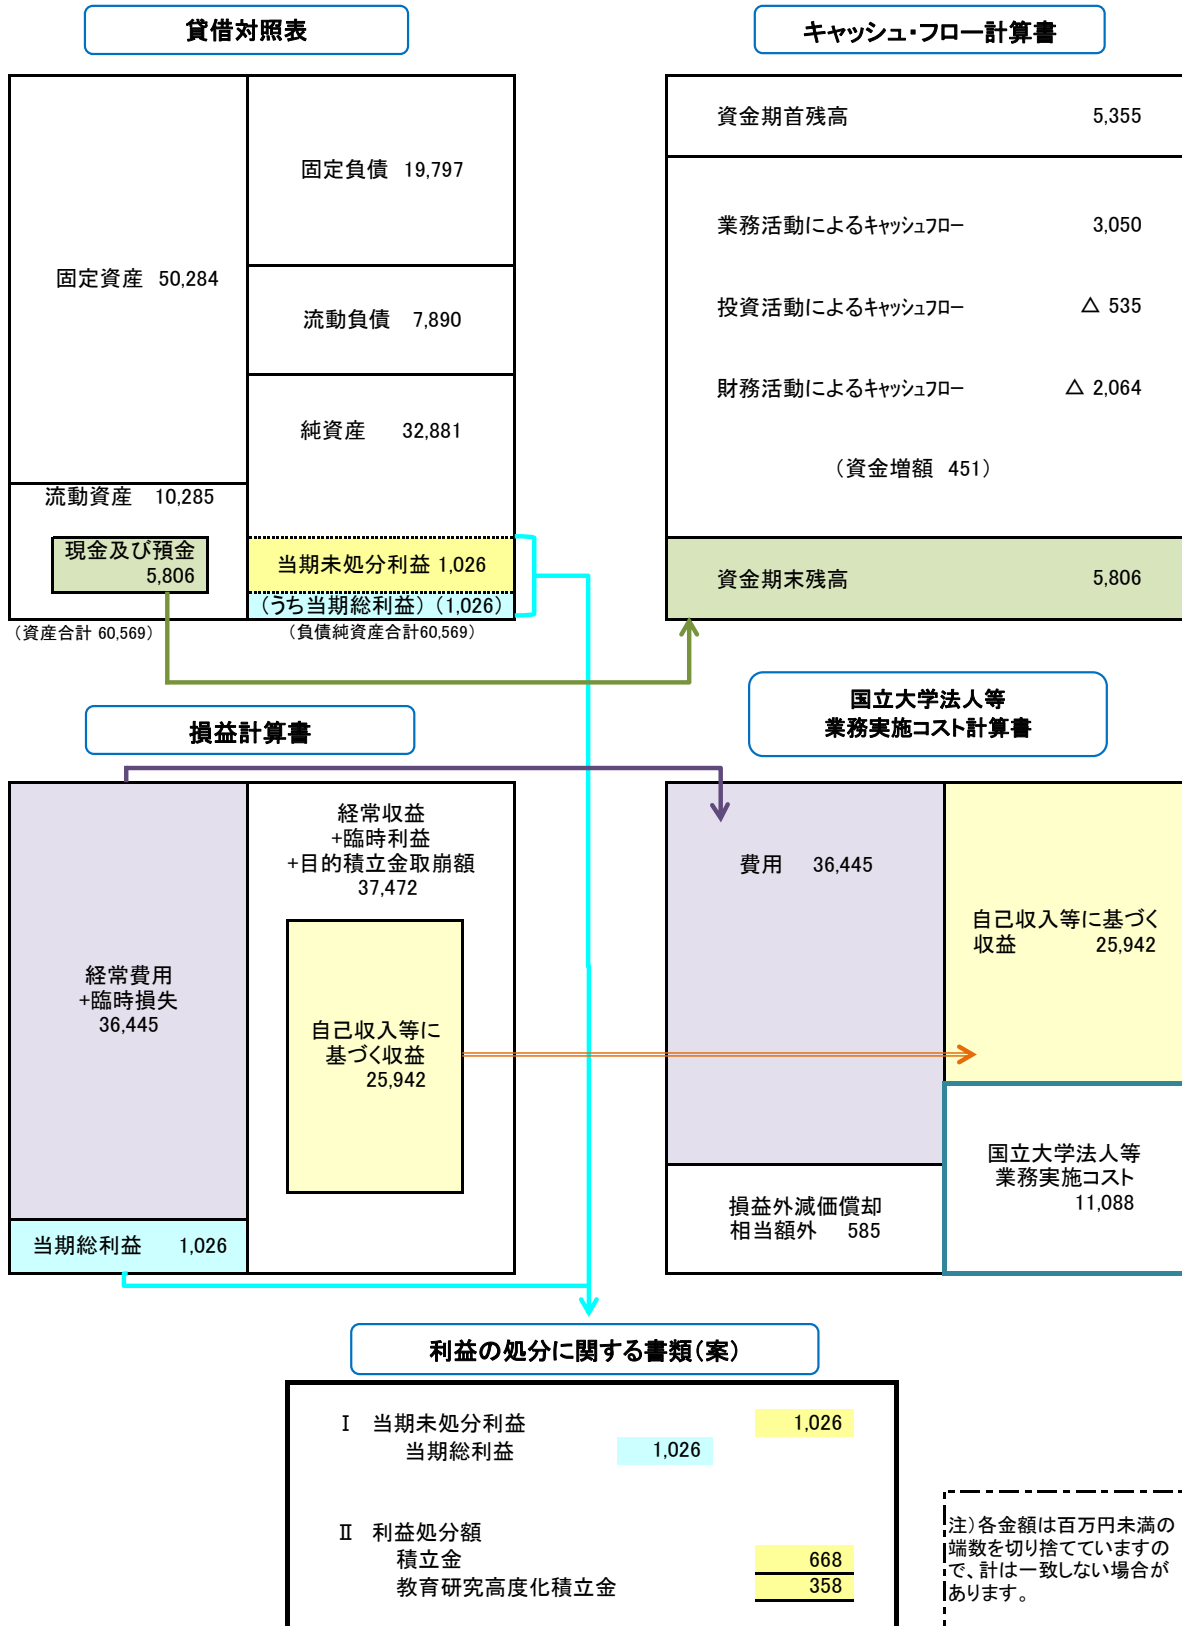 貸借対照表
固定資産 50,284
流動資産 10,285
現金及び預金
5,806
(資産合計 60,569)
固定負債 19,797
流動負債 7,890
純資産 32,881
当期未処分利益 1,026
(うち当期総利益) (1,026)
(負債純資産合計60,569)
キャッシュ・フロー計算書
資金期首残高 5,355
業務活動によるキャッシュフロー 3,050
投資活動によるキャッシュフロー △ 535
財務活動によるキャッシュフロー △ 2,064
(資金増額 451)
資金期末残高 5,806
損益計算書
経常費用
+臨時損失
36,445
当期総利益 1,026
経常収益
+臨時利益
+目的積立金取崩額
37,472
自己収入等に
基づく収益
25,942
国立大学法人等
業務実施コスト計算書
費用 36,445
損益外減価償却
相当額外 585
自己収入等に基づく
収益 25,942
国立大学法人等
業務実施コスト
11,088
利益の処分に関する書類(案)
Ⅰ 当期未処分利益 1,026
当期総利益 1,026
Ⅱ 利益処分額
積立金 668
教育研究高度化積立金 358
注)各金額は百万円未満の
端数を切り捨てていますの
で、計は一致しない場合が
あります。